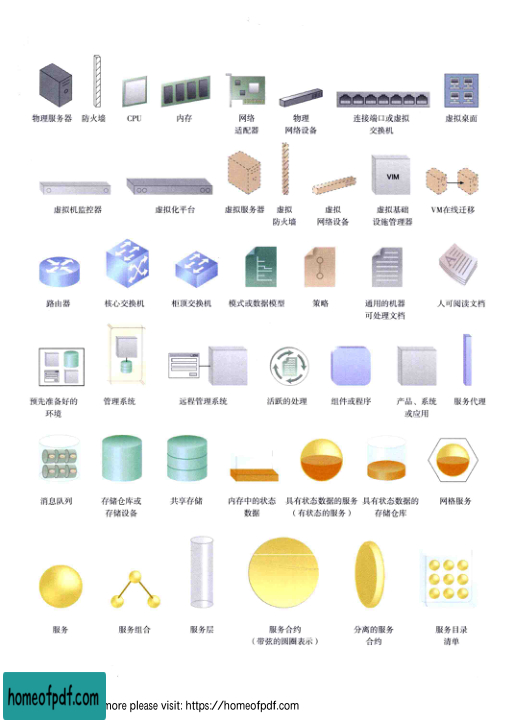 物理服务器 防火墙 CPU 内存 网络 物理 连接端口或虚拟 虚拟桌面
适配器 网络设备 交换机
VIM
虚拟机监控器 虚拟化平台 虚拟服务器 虚拟 虚拟 虚拟基础 VM在线迁移
防火墙 网络设备 设施管理器
A
路由器 核心交换机 柜顶交换机 模式或数据模型 策略 通用的机器 人可阅读文档
可处理文档
预先准备好的 管理系统 远程管理系统 活跃的处理 组件或程序 产品、系统 服务代理
环境 或应用
消息队列 存储仓库或 共享存储 内存中的状态 具有状态数据的服务 具有状态数据的 网格服务
存储设备 数据 （有状态的服务） 存储仓库
服务 服务组合 服务层 服务合约 分离的服务 服务目录
（带弦的圆圈表示） 合约 清单
homeofpdf.com more please visit: https://homeofpdf.com